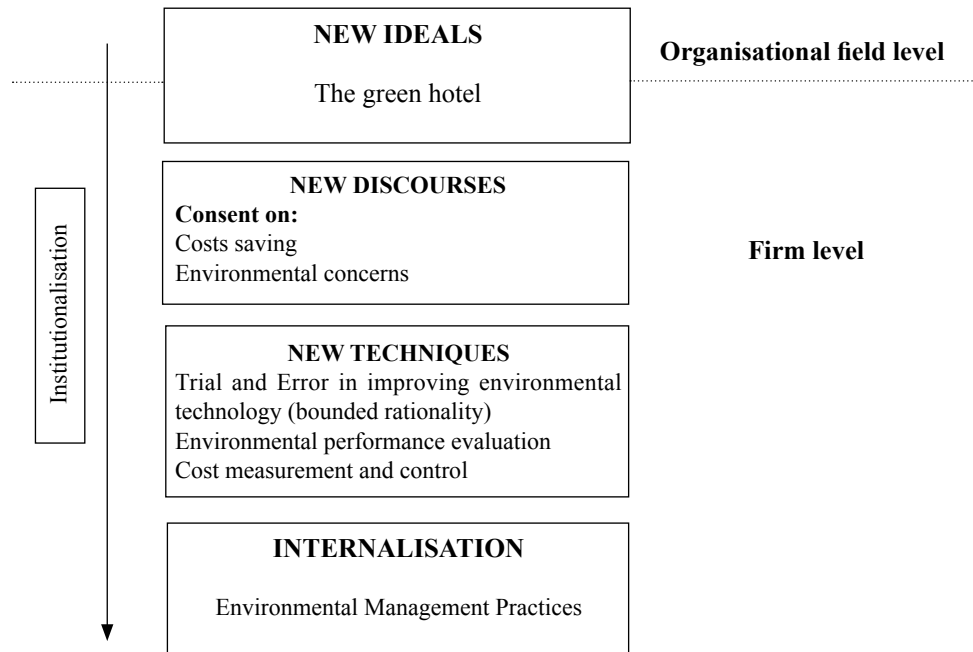 NEW IDEALS
Organisational field level
The green hotel
NEW DISCOURSES
Consent on:
Costs saving
Environmental concerns
Firm level
Institutionalisation
NEW TECHNIQUES
Trial and Error in improving environmental
technology (bounded rationality)
Environmental performance evaluation
Cost measurement and control
INTERNALISATION
Environmental Management Practices